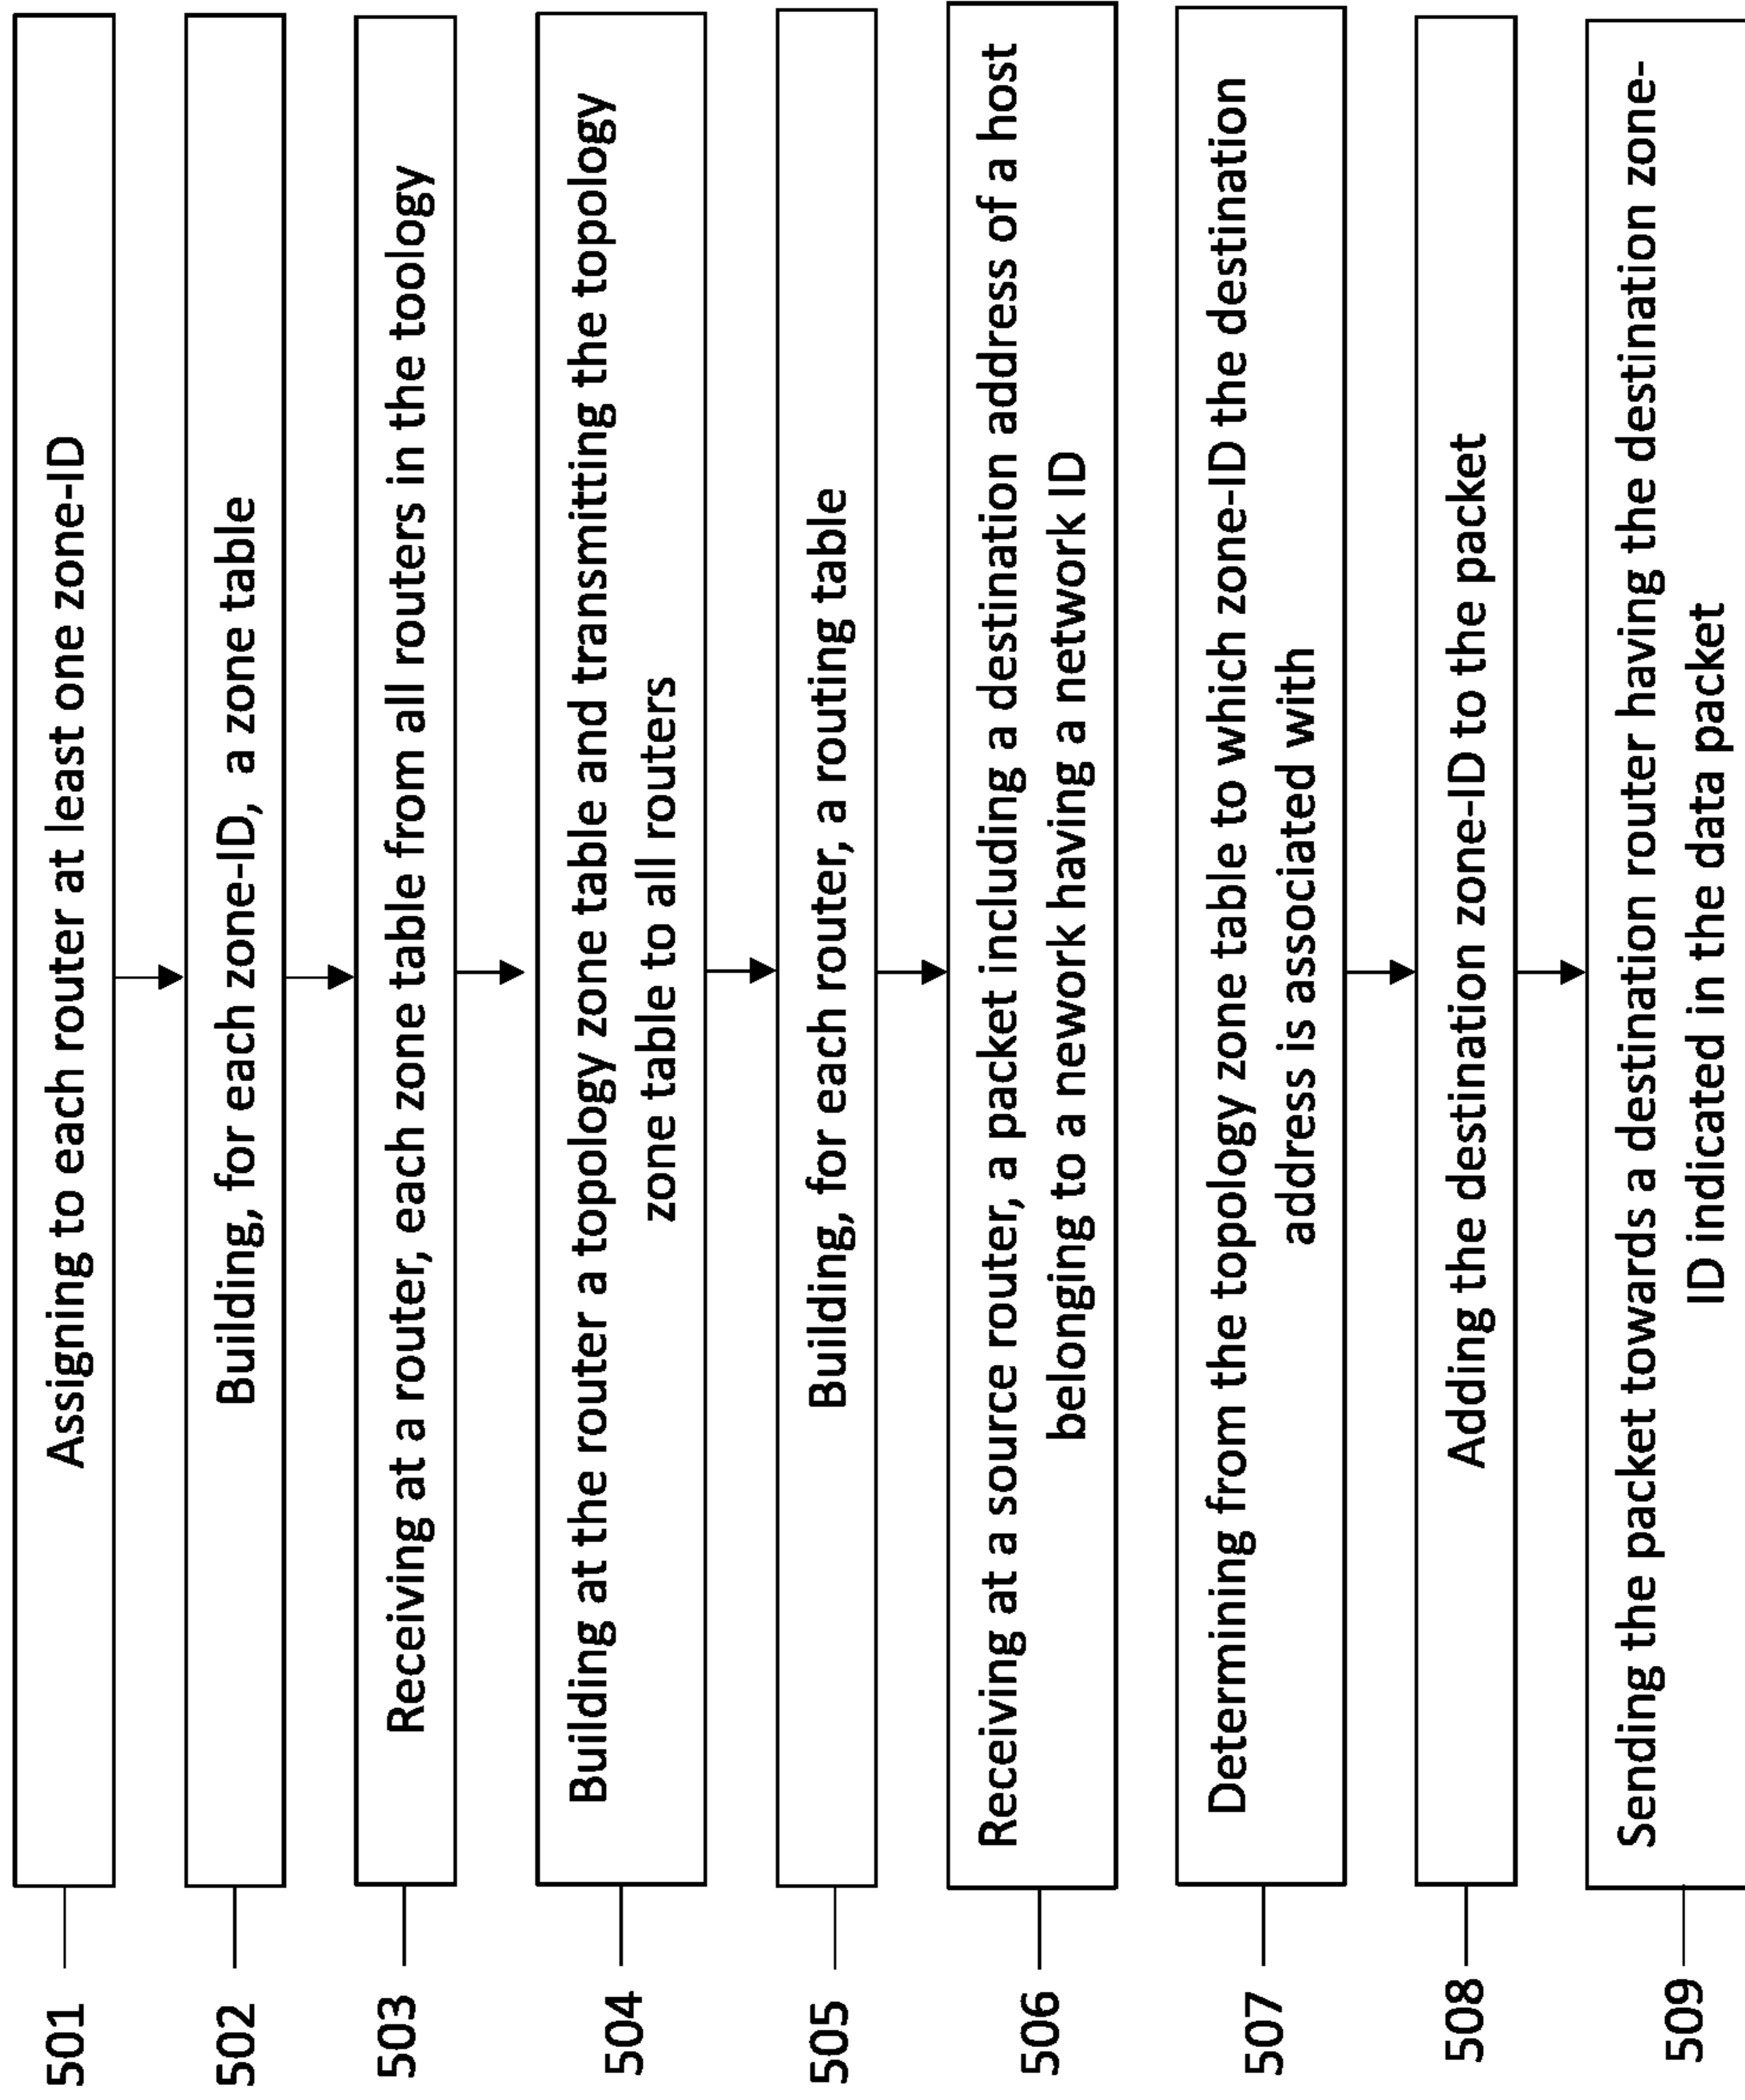 501
Assigning to each router at least one zone-ID
502
Building, for each zone-ID, a zone table
503
Receiving at a router, each zone table from all routers in the toology
504
Building at the router a topology zone table and transmitting the topology
zone table to all routers
505
Building, for each router, a routing table
506
Receiving at a source router, a packet including a destination address of a host
belonging to a nework having a network ID
507
Determining from the topology zone table to which zone-ID the destination
address is associated with
508
Adding the destination zone-ID to the packet
509
Sending the packet towards a destination router having the destination zone-
ID indicated in the data packet